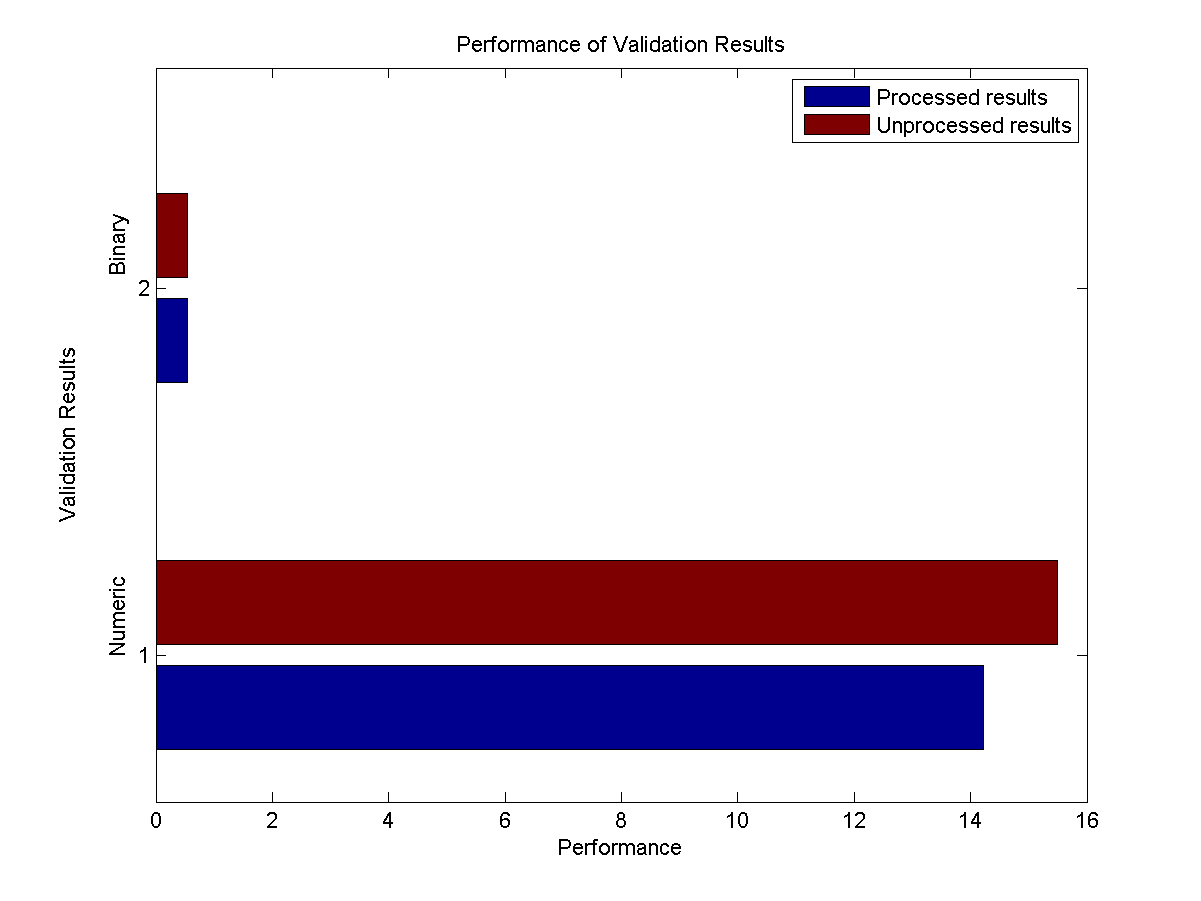 Performance of Validation Results
Processed results
Unprocessed results
Validation Results
Binary
2
Numeric
1
0 2 4 6 8 10 12 14 16
Performance